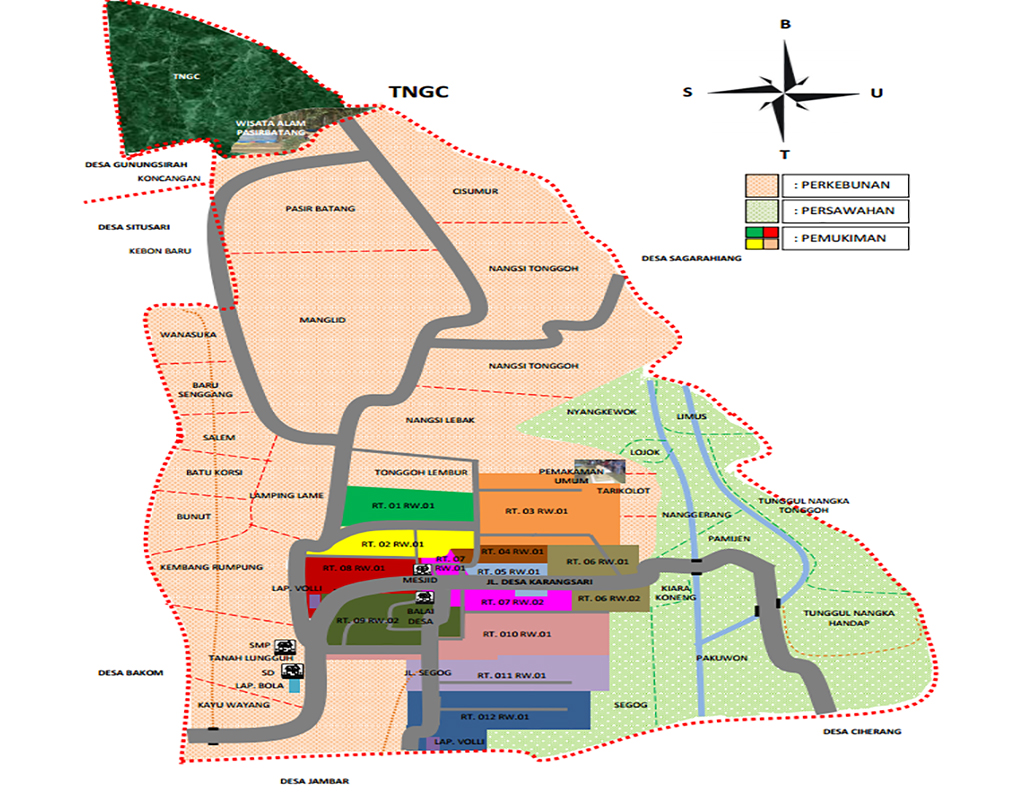 B
TNGC
TNGC
S
U
WISATA ALAM
PASIRBATANG
T
DESA GUNUNGSIRAH
KONCANGAN
: PERKEBUNAN
CISUMUR
PASIR BATANG
: PERSAWAHAN
DESA SITUSARI
: PEMUKIMAN
KEBON BARU
DESA SAGARAHIANG
NANGSI TONGGOH
MANGLID
WANASUKA
NANGSI TONGGOH
BARU
SENGGANG
NYANGKEWOK
LIMUS
NANGSI LEBAK
SALEM
LOJOK
BATU KORSI
TONGGOH LEMBUR
PEMAKAMAN
UMUM
TARIKOLOT
LAMPING LAME
TUNGGUL NANGKA
TONGGOH
RT. 01 RW.01
RT. 03 RW.01
BUNUT
NANGGERANG
PAMIJEN
RT. 02 RW.01
RT. 04 RW.01
RT. 07
RW.01
RT. 06 RW.01
KEMBANG RUMPUNG
RT. 08 RW.01
RT. 05 RW.01
MESJID
JL. DESA KARANGSARI
LAP. VOLLI
KIARA
KONENG
RT. 07 RW.02
RT. 06 RW.02
BALAI
DESA
TUNGGUL NANGKA
HANDAP
RT. 09 RW.02
RT. 010 RW.01
SMP
TANAH LUNGGUH
PAKUWON
DESA BAKOM
SD
JL. SEGOG
RT. 011 RW.01
LAP. BOLA
KAYU WAYANG
SEGOG
RT. 012 RW.01
DESA CIHERANG
LAP. VOLLI
DESA JAMBAR